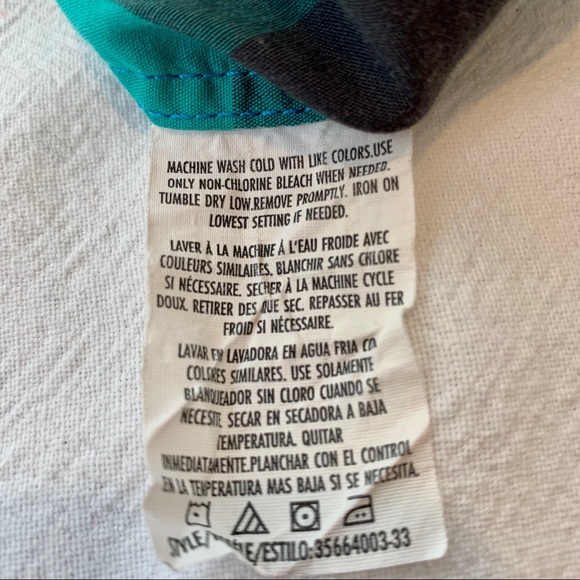 MACHINE WASH COLD WITH LIKE COLORS.USE
ONLY NON-CHLORINE BLEACH WHEN NEEDED.
TUMBLE DRY LOW.REMOVE PROMPTLY. IRON ON
LOWEST SETTING IF NEEDED.
LAVER À LA MACHINE À L'EAU FROIDE AVEC
COULEURS SIMILAIRES. BLANCHIR SANS CHLORE
SI NÉCESSAIRE. SECHER À LA MACHINE CYCLE
DOUX. RETIRER DES QUE SEC. REPASSER AU FER
FROID SI NÉCESSAIRE.
LAVAR EN LAVADORA EN AGUA FRIA
COLORES SIMILARES. USE SOLAMENTE
BLANQUEADOR SIN CLORO CUANDO SE
NECESITE. SECAR EN SECADORA A BAJA
TEMPERATURA. QUITAR
INMEDIATAMENTE.PLANCHAR CON EL CONTROL
EN LA TEMPERATURA MAS BAJA SI SE NECESITA.
STYLE/ /ESTILO:35664003-33